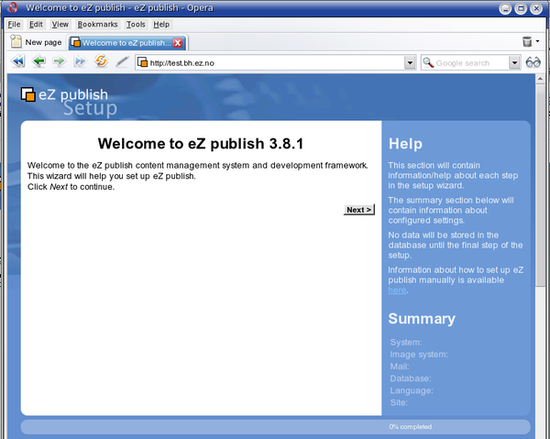 Welcome to eZ publish - eZ publish - Opera
File Edit View Bookmarks Tools Help
New page Welcome to eZ publish...
http://test.bh.ez.no Google search
eZ publish
Setup
Welcome to eZ publish 3.8.1
Welcome to the eZ publish content management system and development framework.
This wizard will help you set up eZ publish.
Click Next to continue.
Next >
Help
This section will contain
information/help about each step
in the setup wizard.
The summary section below will
contain information about
configured settings.
No data will be stored in the
database until the final step of the
setup.
Information about how to set up eZ
publish manually is available
here.
Summary
System:
Image system:
Mail:
Database:
Language:
Site:
0% completed